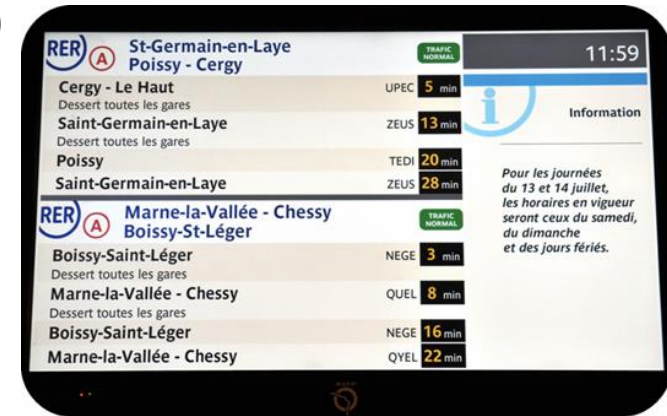 RER A St-Germain-en-Laye
Poissy - Cergy
TRAFIC NORMAL
Cergy - Le Haut UPEC 5 min
Dessert toutes les gares
Saint-Germain-en-Laye ZEUS 13 min
Dessert toutes les gares
Poissy TEDI 20 min
Saint-Germain-en-Laye ZEUS 28 min
RER A Marne-la-Vallée - Chessy
Boissy-St-Léger
TRAFIC NORMAL
Boissy-Saint-Léger NEGE 3 min
Dessert toutes les gares
Marne-la-Vallée - Chessy QUEL 8 min
Dessert toutes les gares
Boissy-Saint-Léger NEGE 16 min
Marne-la-Vallée - Chessy QYEL 22 min
11:59
i
Information
Pour les journées
du 13 et 14 juillet,
les horaires en vigueur
seront ceux du samedi,
du dimanche
et des jours fériés.